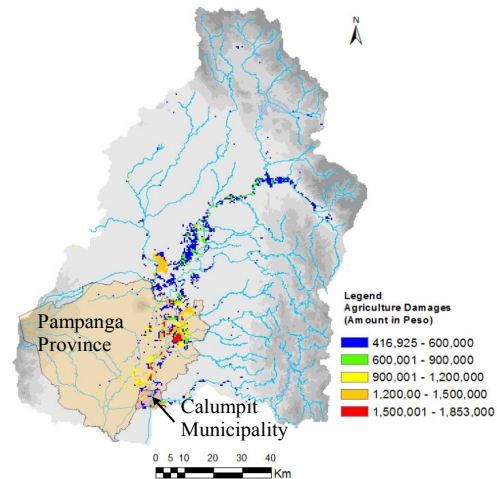 N
Pampanga
Province
Calumpit
Municipality
Legend
Agriculture Damages
(Amount in Peso)
416,925 - 600,000
600,001 - 900,000
900,001 - 1,200,000
1,200,00 - 1,500,000
1,500,001 - 1,853,000
0 5 10 20 30 40
Km